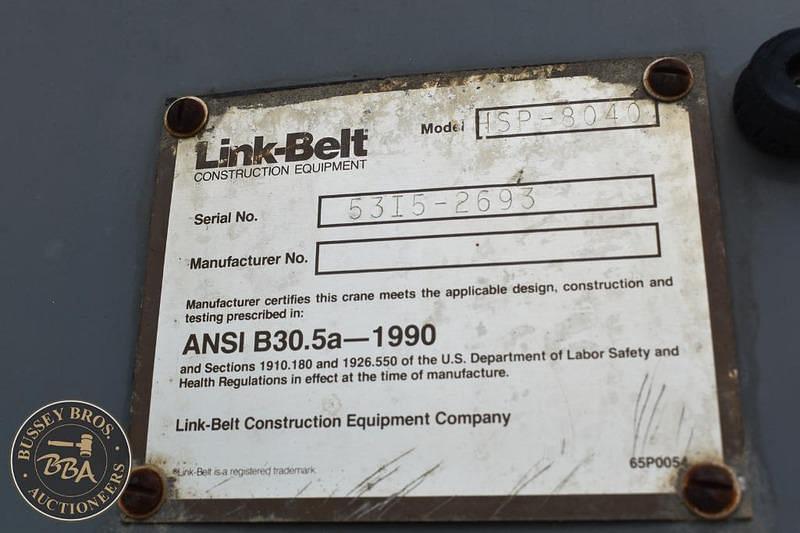 Link-Belt
CONSTRUCTION EQUIPMENT
Model HSP-8040
Serial No. 53I5-2693
Manufacturer No.
Manufacturer certifies this crane meets the applicable design, construction and
testing prescribed in:
ANSI B30.5a—1990
and Sections 1910.180 and 1926.550 of the U.S. Department of Labor Safety and
Health Regulations in effect at the time of manufacture.
Link-Belt Construction Equipment Company
®Link-Belt is a registered trademark.
65P0054
BUSSEY BROS.
BBA
AUCTIONEERS